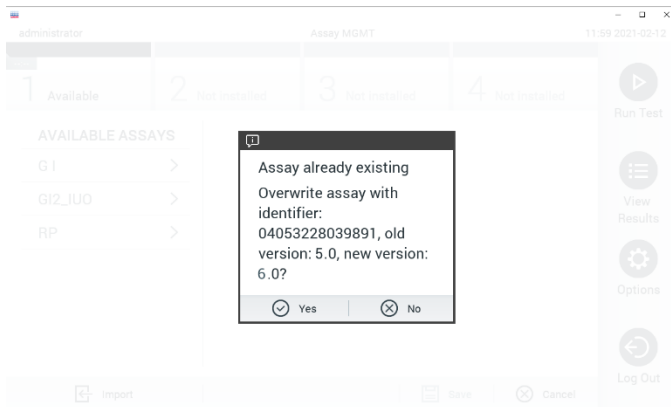 administrator Assay MGMT 11:59 2021-02-12
1 Available 2 Not installed 3 Not installed 4 Not installed
Run Test
AVAILABLE ASSAYS
G I
GI2_IUO
RP
View
Results
Options
Log Out
Assay already existing
Overwrite assay with
identifier:
04053228039891, old
version: 5.0, new version:
6.0?
Yes No
Import Save Cancel